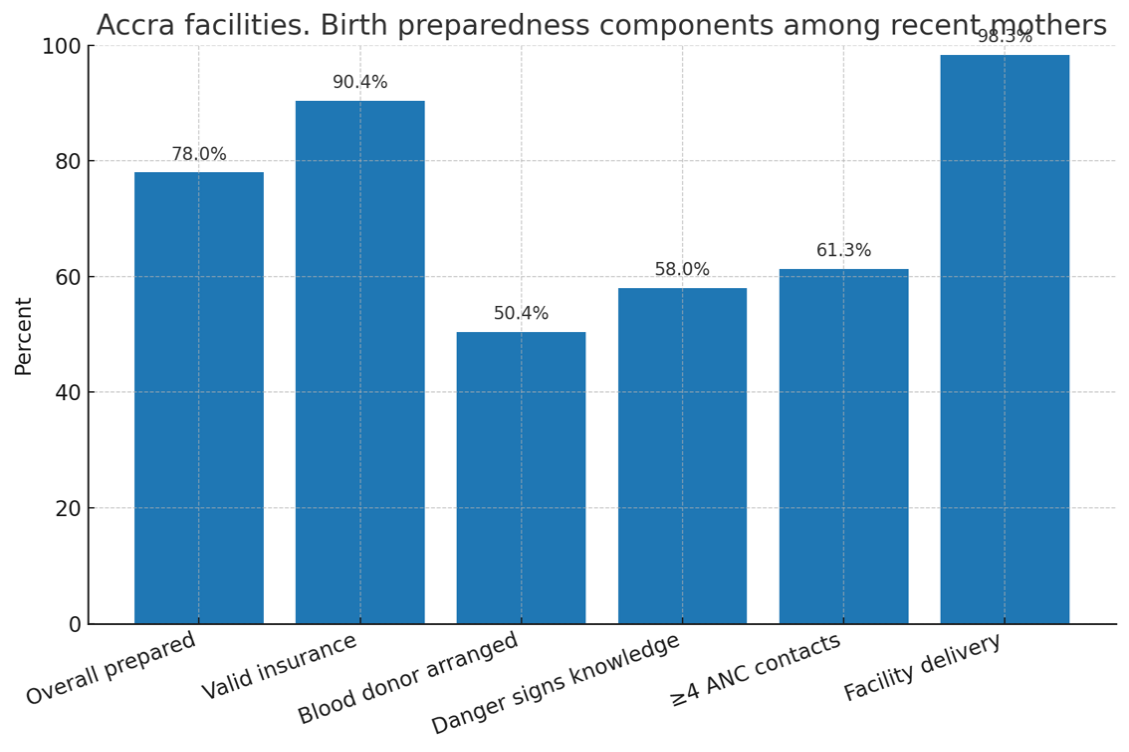 Accra facilities. Birth preparedness components among recent mothers
100
98.3%
90.4%
80
78.0%
61.3%
60
58.0%
50.4%
40
20
0
Percent
Overall prepared
Valid insurance
Blood donor arranged
Danger signs knowledge
≥4 ANC contacts
Facility delivery